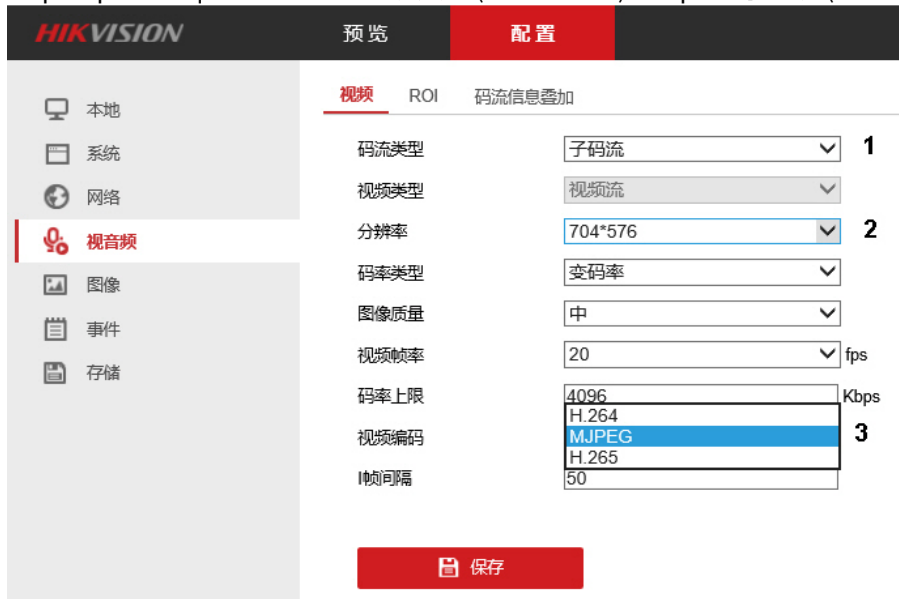 HIKVISION 预览 配置
视频 ROI 码流信息叠加
本地
系统
网络
视音频
图像
事件
存储
码流类型 子码流 1
视频类型 视频流
分辨率 704*576 2
码率类型 变码率
图像质量 中
视频帧率 20 fps
码率上限 4096 Kbps
H.264
视频编码 MJPEG 3
H.265
I帧间隔 50
保存